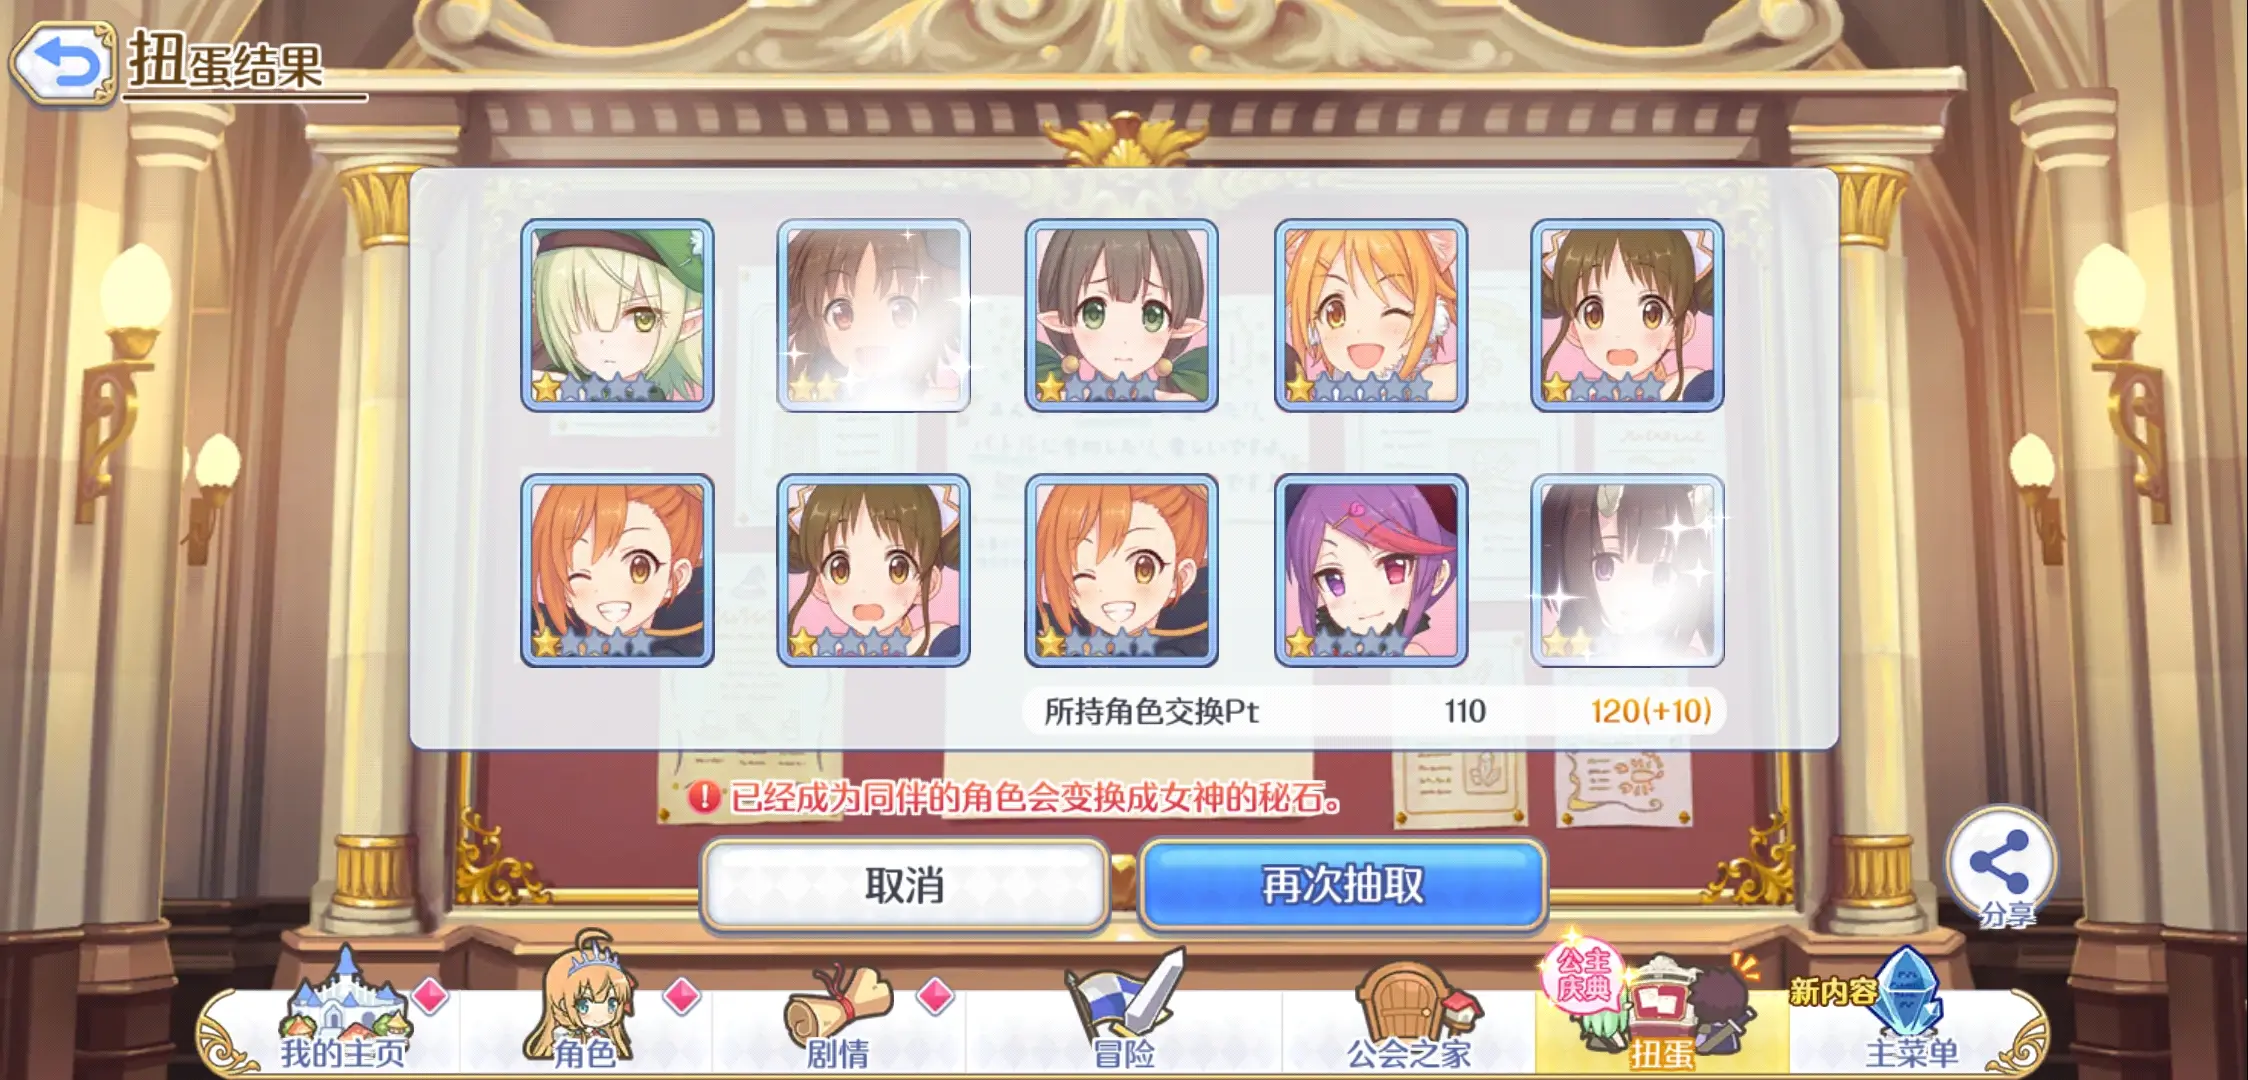 扭蛋结果
所持角色交换Pt 110 120(+10)
已经成为同伴的角色会变换成女神的秘石。
取消
再次抽取
分享
公主
庆典
新内容
我的主页
角色
剧情
冒险
公会之家
扭蛋
主菜单